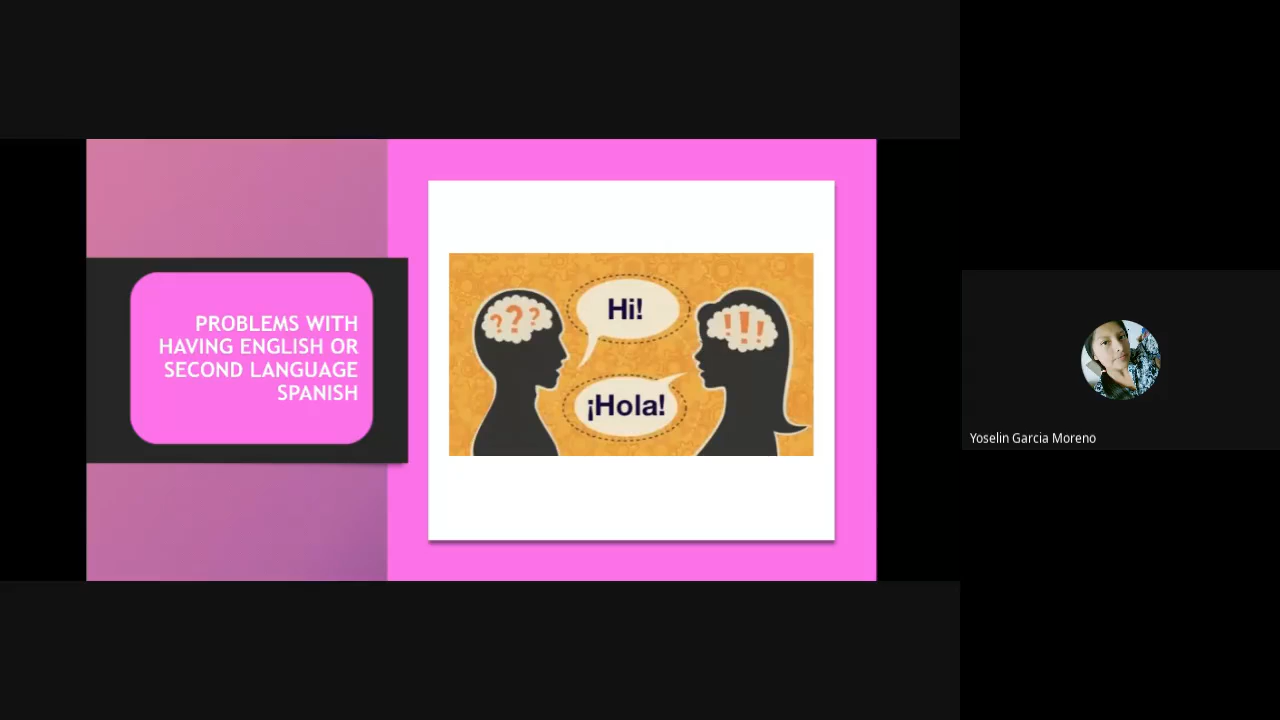 PROBLEMS WITH
HAVING ENGLISH OR
SECOND LANGUAGE
SPANISH
???
Hi!
!!!
¡Hola!
Yoselin Garcia Moreno